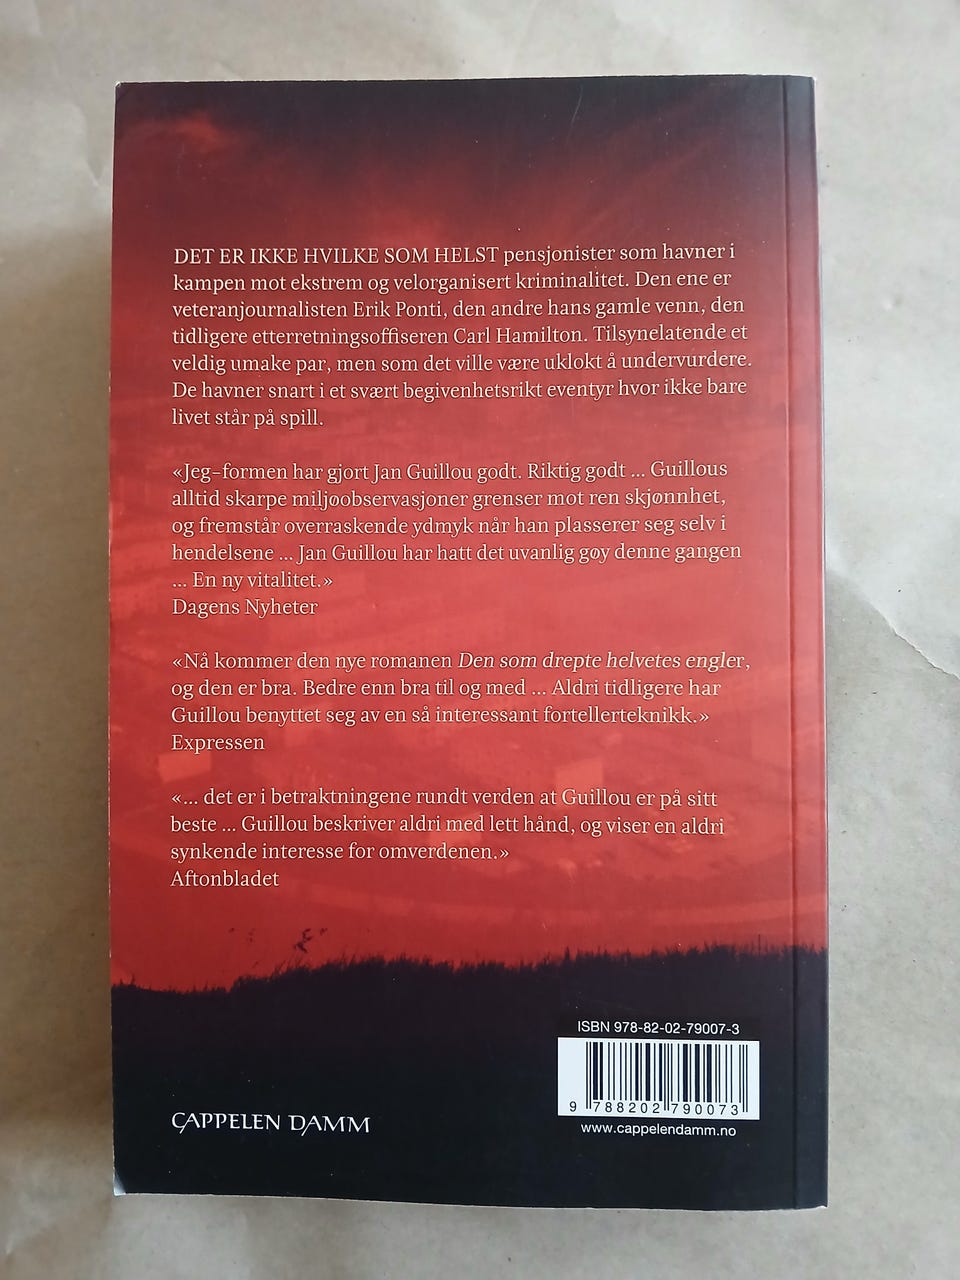 DET ER IKKE HVILKE SOM HELST pensjonister som havner i
kampen mot ekstrem og velorganisert kriminalitet. Den ene er
veteranjournalisten Erik Ponti, den andre hans gamle venn, den
tidligere etterretningsoffiseren Carl Hamilton. Tilsynelatende et
veldig umake par, men som det ville være uklokt å undervurdere.
De havner snart i et svært begivenhetsrikt eventyr hvor ikke bare
livet står på spill.
«Jeg-formen har gjort Jan Guillou godt. Riktig godt ... Guillous
alltid skarpe miljøobservasjoner grenser mot ren skjønnhet,
og fremstår overraskende ydmyk når han plasserer seg selv i
hendelsene ... Jan Guillou har hatt det uvanlig gøy denne gangen
... En ny vitalitet.»
Dagens Nyheter
«Nå kommer den nye romanen Den som drepte helvetes engler,
og den er bra. Bedre enn bra til og med ... Aldri tidligere har
Guillou benyttet seg av en så interessant fortellerteknikk.»
Expressen
«... det er i betraktningene rundt verden at Guillou er på sitt
beste ... Guillou beskriver aldri med lett hånd, og viser en aldri
synkende interesse for omverdenen.»
Aftonbladet
ISBN 978-82-02-79007-3
9 788202 790073
www.cappelendamm.no
CAPPELEN DAMM